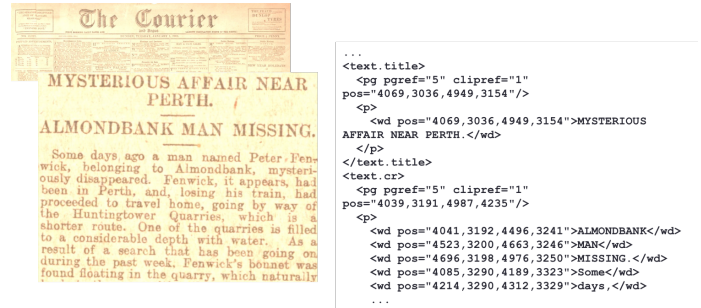 The Courier
MYSTERIOUS AFFAIR NEAR
PERTH.
ALMONDBANK MAN MISSING.
Some days ago a man named Peter Fen-
wick, belonging to Almondbank, mysteri-
ously disappeared. Fenwick, it appears, had
been in Perth, and, losing his train, had
proceeded to travel home, going by way of
the Huntingtower Quarries, which is a
shorter route. One of the quarries is filled
to a considerable depth with water. As a
result of a search that has been going on
during the past week. Fenwick's bonnet was
found floating in the quarry, which naturally
...
<text.title>
<pg pgref="5" clipref="1"
pos="4069,3036,4949,3154"/>
<p>
<wd pos="4069,3036,4949,3154">MYSTERIOUS
AFFAIR NEAR PERTH.</wd>
</p>
</text.title>
<text.cr>
<pg pgref="5" clipref="1"
pos="4039,3191,4987,4235"/>
<p>
<wd pos="4041,3192,4496,3241">ALMONDBANK</wd>
<wd pos="4523,3200,4663,3246">MAN</wd>
<wd pos="4696,3198,4976,3250">MISSING.</wd>
<wd pos="4085,3290,4189,3323">Some</wd>
<wd pos="4214,3290,4312,3329">days,</wd>
...